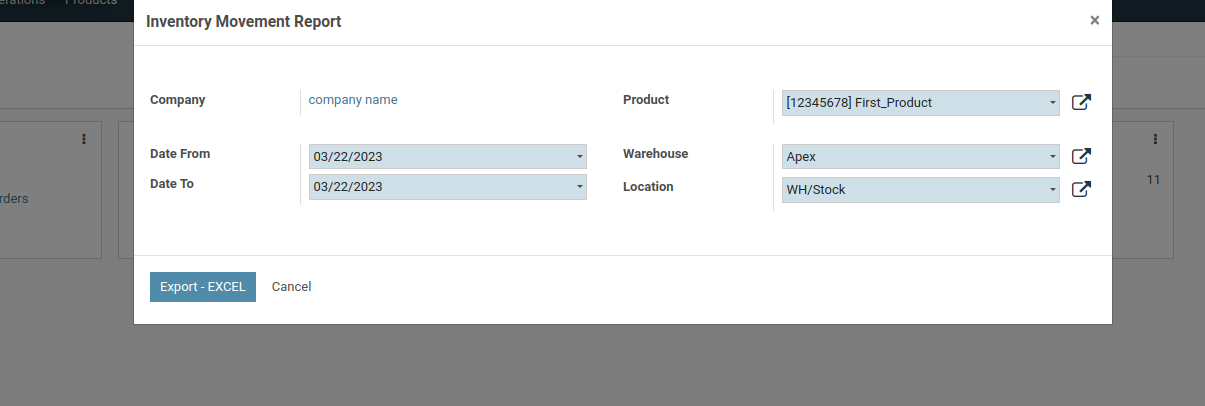 Products
Inventory Movement Report
×
Company
company name
Product
[12345678] First_Product
Date From
03/22/2023
Warehouse
Apex
Date To
03/22/2023
Location
WH/Stock
rders
11
Export - EXCEL
Cancel